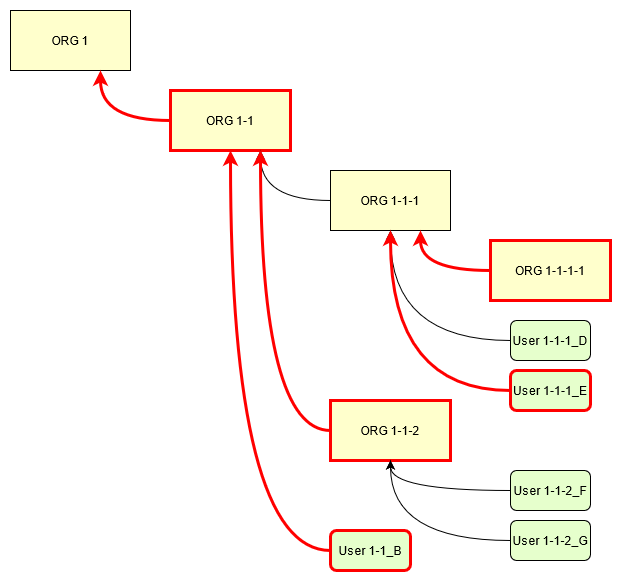 ORG 1
ORG 1-1
ORG 1-1-1
ORG 1-1-1-1
User 1-1-1_D
User 1-1-1_E
ORG 1-1-2
User 1-1-2_F
User 1-1-2_G
User 1-1_B